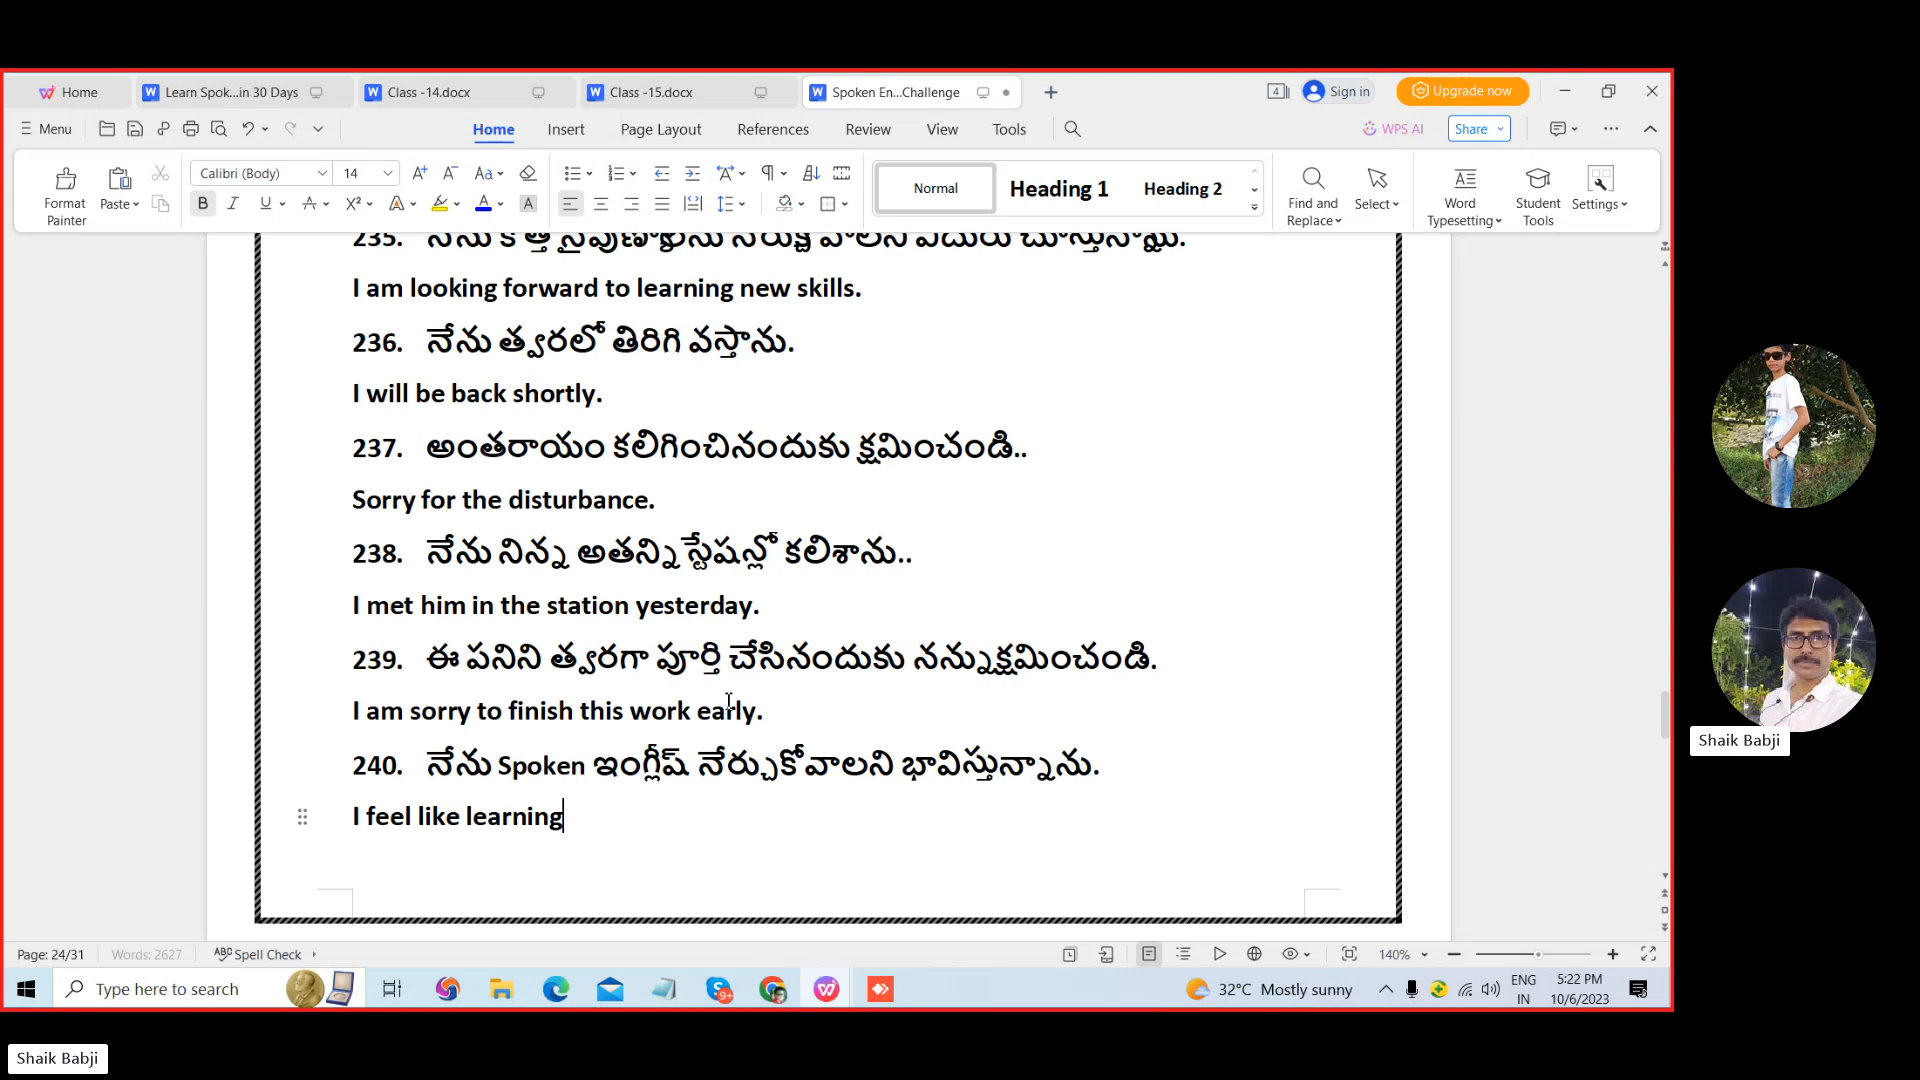 Home
Learn Spok...in 30 Days
Class -14.docx
Class -15.docx
Spoken En...Challenge
Sign in
Upgrade now
Menu
Home
Insert
Page Layout
References
Review
View
Tools
WPS AI
Share
Format Painter
Paste
Calibri (Body)
14
Normal
Heading 1
Heading 2
Find and Replace
Select
Word Typesetting
Student Tools
Settings
235. నేను కొత్త నైపుణ్యాలను నేర్చుకోవాలని ఎదురు చూస్తున్నాను.
I am looking forward to learning new skills.
236. నేను త్వరలో తిరిగి వస్తాను.
I will be back shortly.
237. అంతరాయం కలిగించినందుకు క్షమించండి..
Sorry for the disturbance.
238. నేను నిన్న అతన్ని స్టేషన్లో కలిశాను..
I met him in the station yesterday.
239. ఈ పనిని త్వరగా పూర్తి చేసినందుకు నన్నుక్షమించండి.
I am sorry to finish this work early.
240. నేను Spoken ఇంగ్లీష్ నేర్చుకోవాలని భావిస్తున్నాను.
I feel like learning
Shaik Babji
Page: 24/31
Words: 2627
Spell Check
140%
Type here to search
32°C Mostly sunny
ENG
IN
5:22 PM
10/6/2023
Shaik Babji